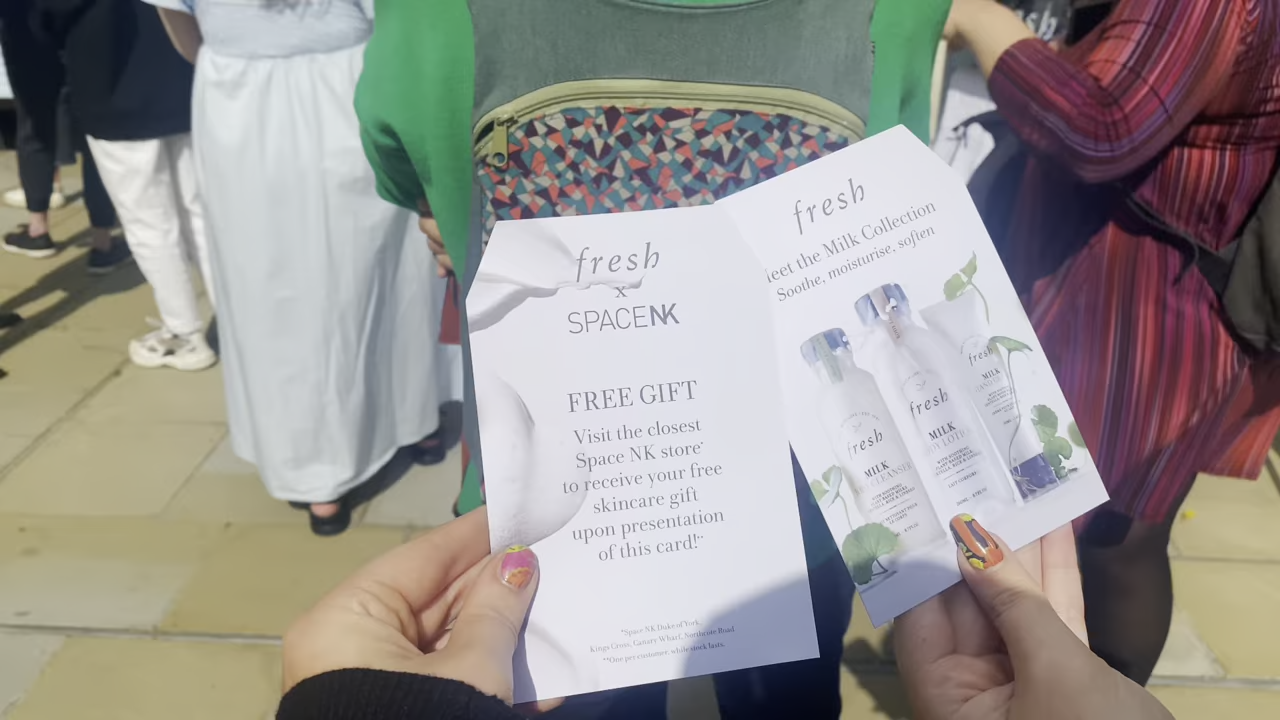 fresh
x
SPACENK
FREE GIFT
Visit the closest
Space NK store*
to receive your free
skincare gift
upon presentation
of this card!**
*Space NK Duke of York,
Kings Cross, Canary Wharf, Northcote Road
**One per customer, while stock lasts.
fresh
eet the Milk Collection
Soothe, moisturise, soften
fresh
MILK
CLEANSER
fresh
MILK
fresh
MILK